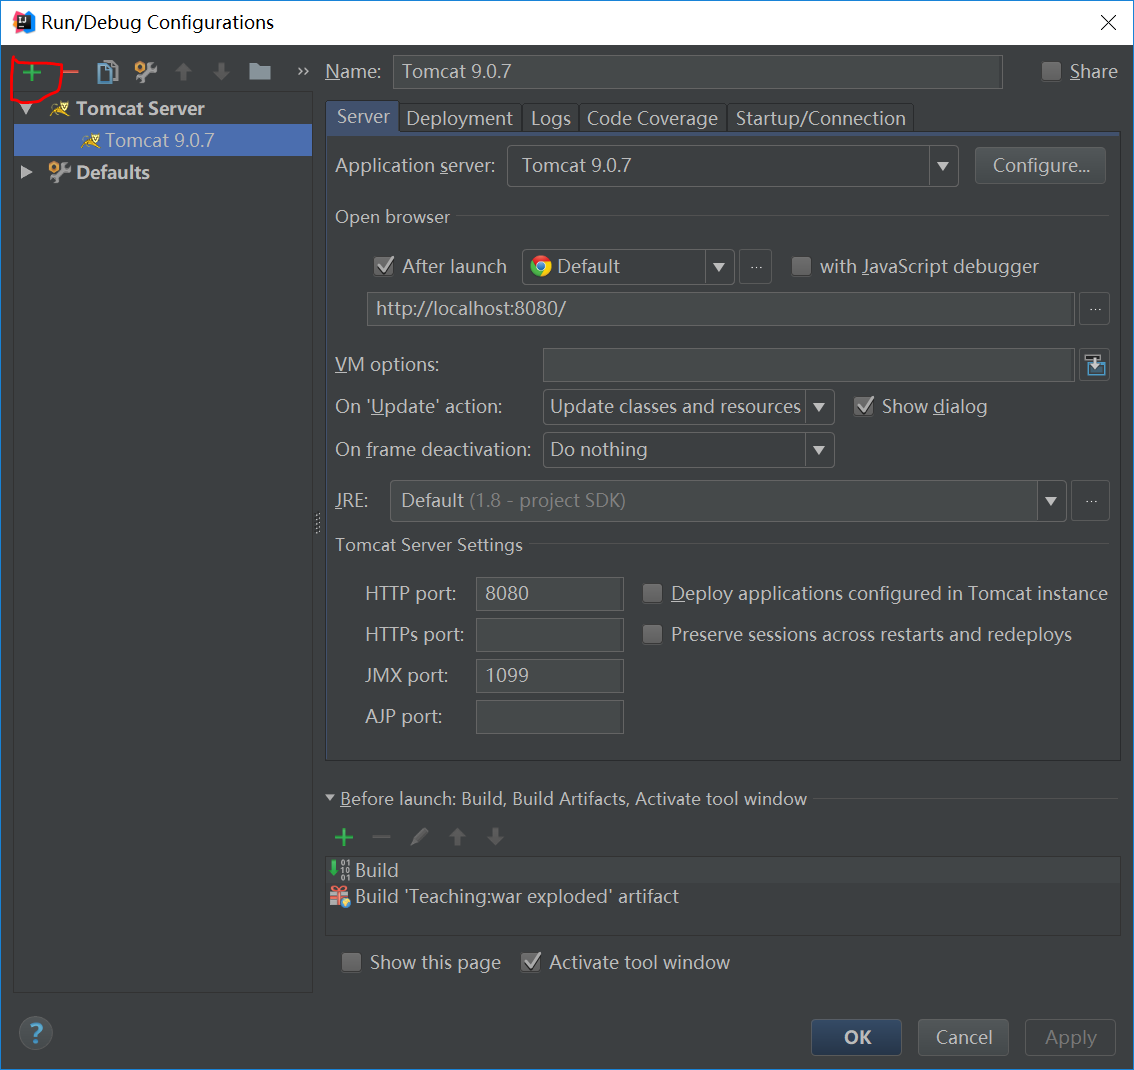 Run/Debug Configurations
Name: Tomcat 9.0.7 Share
Tomcat Server
Tomcat 9.0.7
Defaults
Server Deployment Logs Code Coverage Startup/Connection
Application server: Tomcat 9.0.7 Configure...
Open browser
After launch Default ... with JavaScript debugger
http://localhost:8080/ ...
VM options:
On 'Update' action: Update classes and resources Show dialog
On frame deactivation: Do nothing
JRE: Default (1.8 - project SDK) ...
Tomcat Server Settings
HTTP port: 8080 Deploy applications configured in Tomcat instance
HTTPs port: Preserve sessions across restarts and redeploys
JMX port: 1099
AJP port:
Before launch: Build, Build Artifacts, Activate tool window
Build
Build 'Teaching:war exploded' artifact
Show this page Activate tool window
? OK Cancel Apply